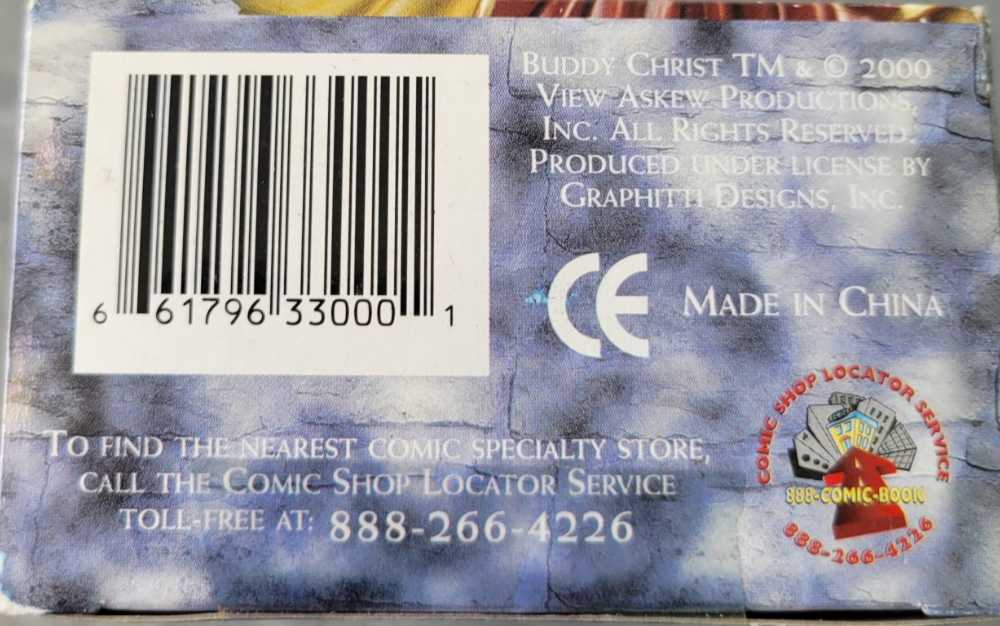 BUDDY CHRIST TM & © 2000
VIEW ASKEW PRODUCTIONS,
INC. ALL RIGHTS RESERVED.
PRODUCED UNDER LICENSE BY
GRAPHITTI DESIGNS, INC.
6 61796 33000 1
CE MADE IN CHINA
TO FIND THE NEAREST COMIC SPECIALTY STORE,
CALL THE COMIC SHOP LOCATOR SERVICE
TOLL-FREE AT: 888-266-4226
COMIC SHOP LOCATOR SERVICE
888-COMIC-BOOK
888-266-4226